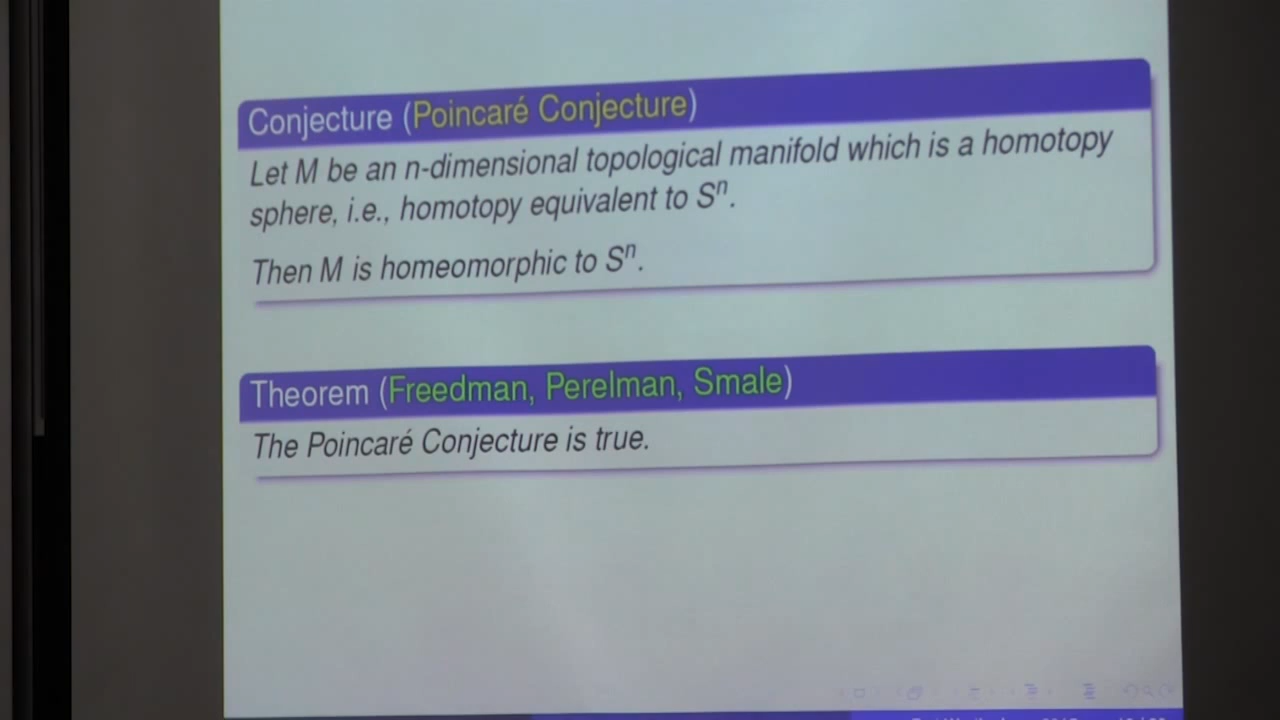 Conjecture (Poincaré Conjecture)
Let M be an n-dimensional topological manifold which is a homotopy
sphere, i.e., homotopy equivalent to Sⁿ.
Then M is homeomorphic to Sⁿ.
Theorem (Freedman, Perelman, Smale)
The Poincaré Conjecture is true.